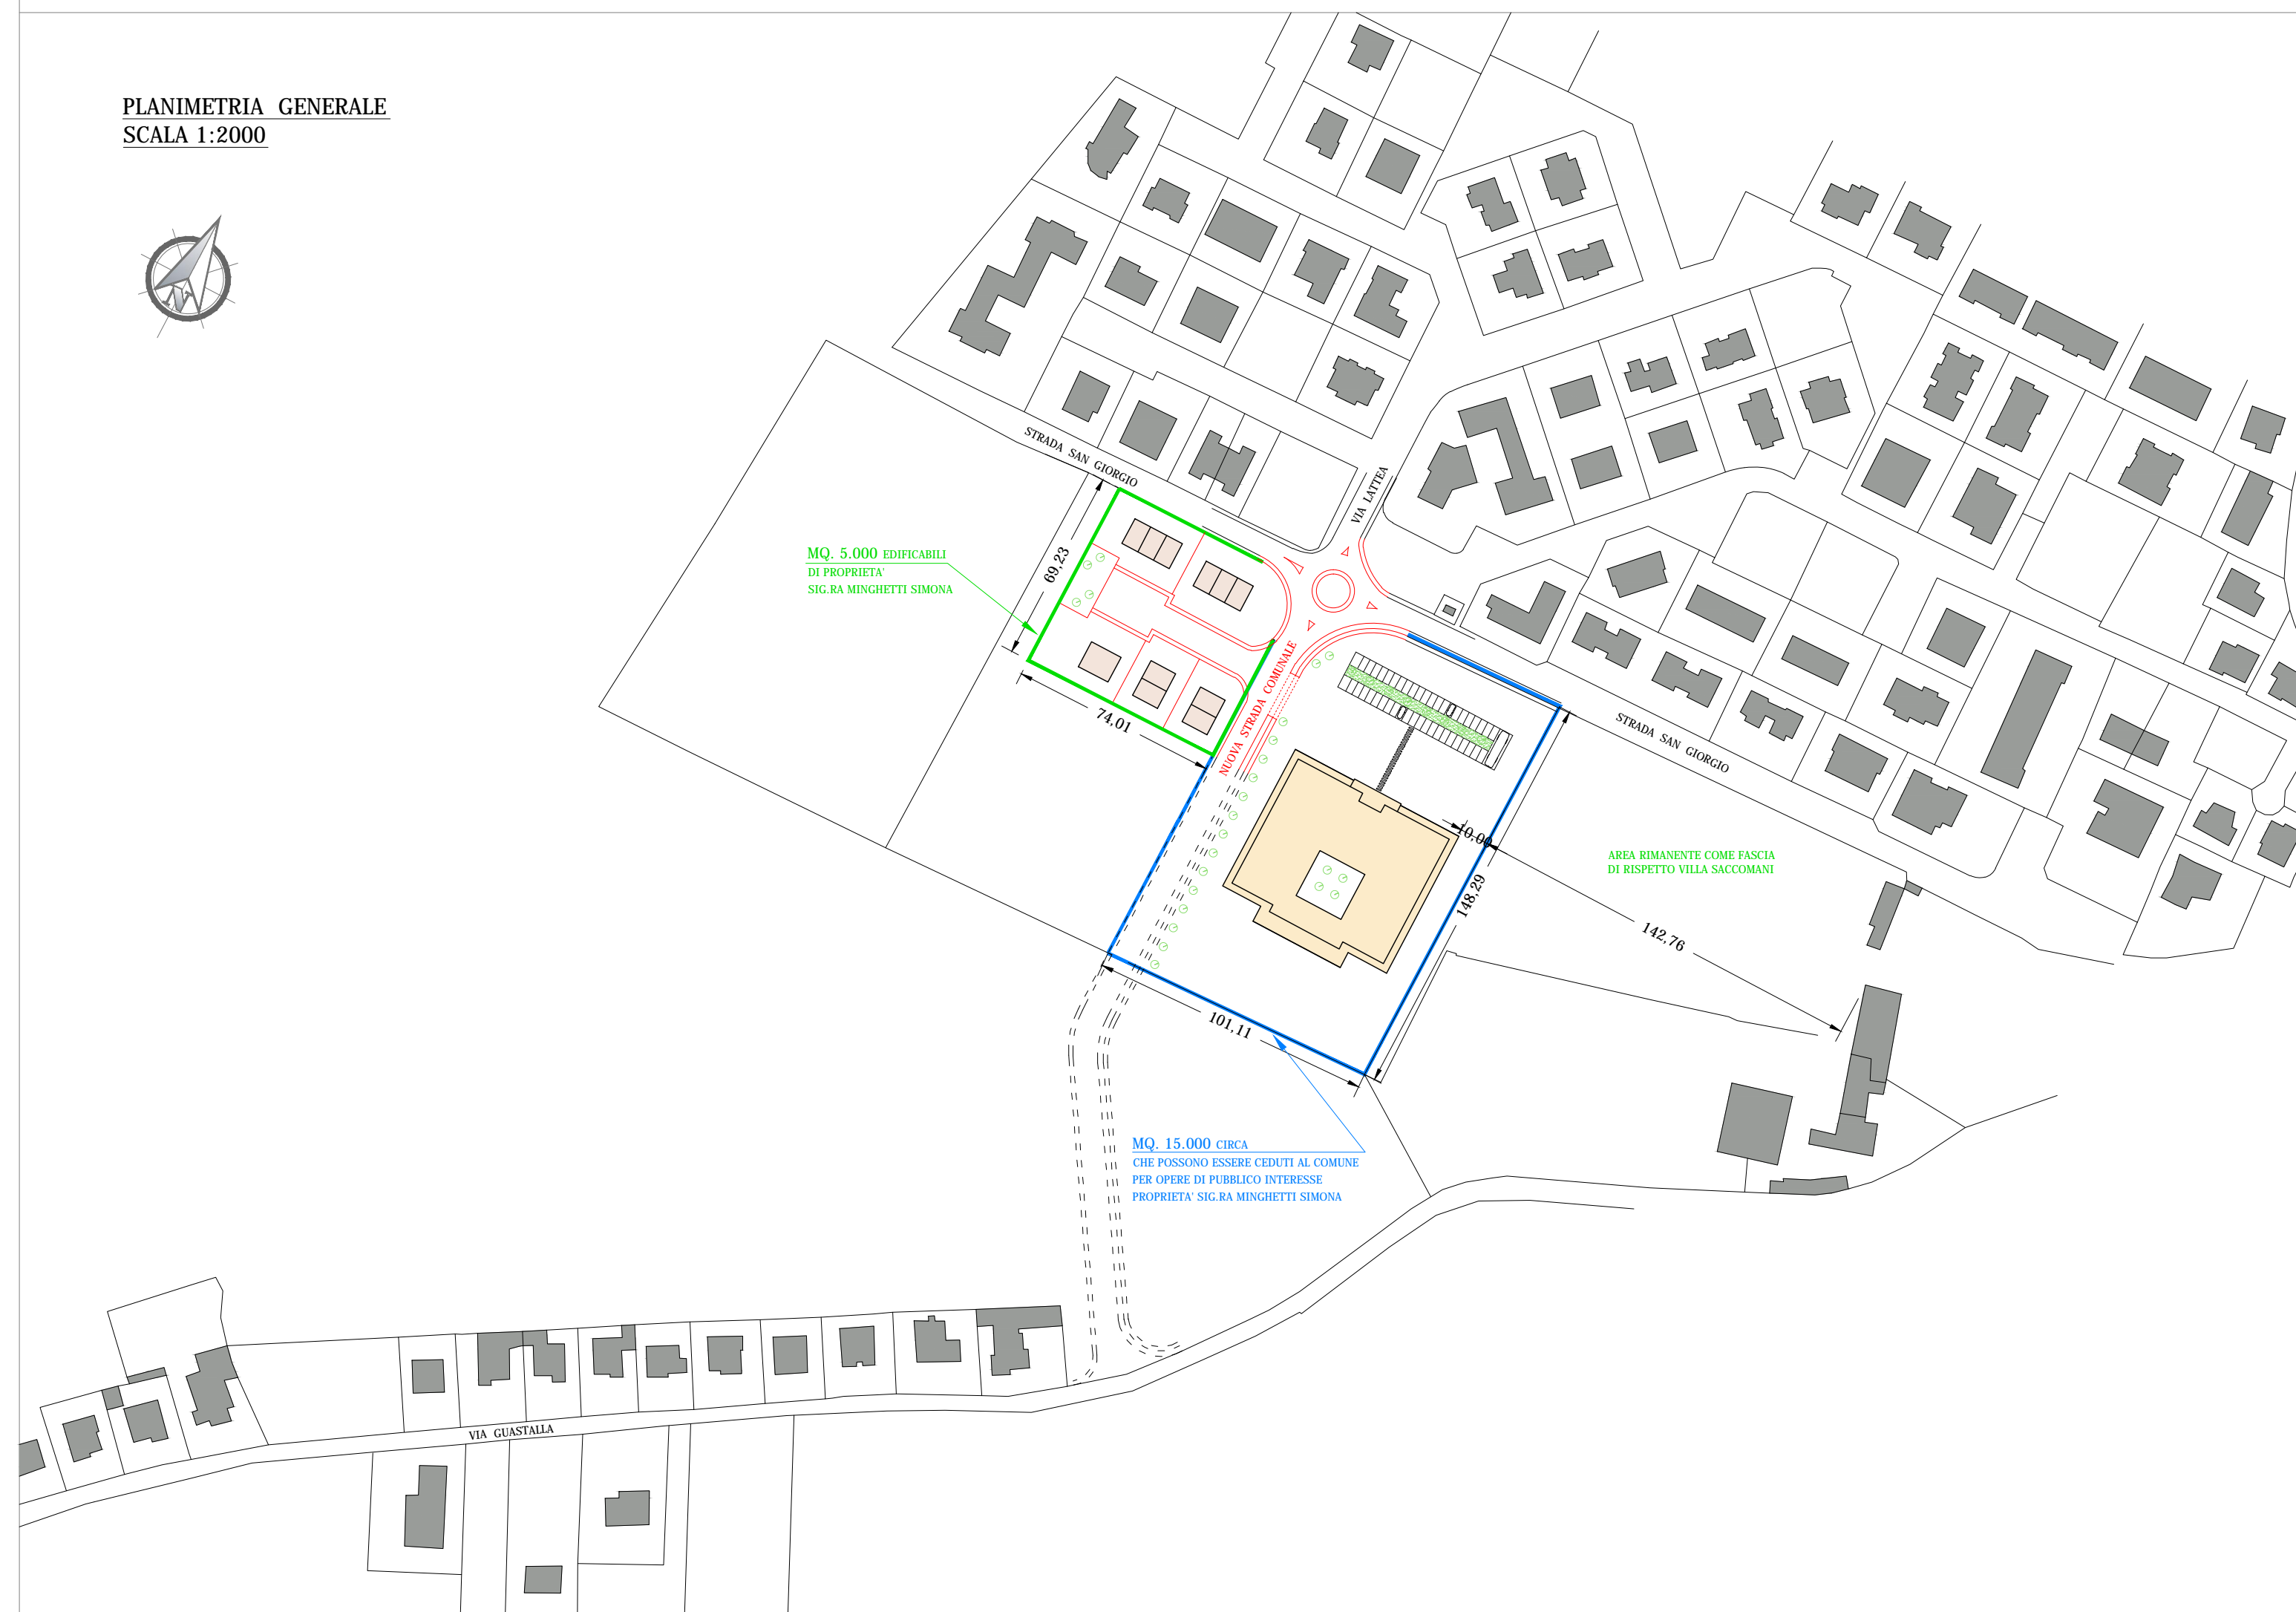 PLANIMETRIA GENERALE
SCALA 1:2000
N
STRADA SAN GIORGIO
VIA LATTEA
MQ. 5.000 EDIFICABILI
DI PROPRIETA'
SIG.RA MINGHETTI SIMONA
69,23
74,01
NUOVA STRADA COMUNALE
STRADA SAN GIORGIO
10,00
148,29
AREA RIMANENTE COME FASCIA
DI RISPETTO VILLA SACCOMANI
142,76
101,11
MQ. 15.000 CIRCA
CHE POSSONO ESSERE CEDUTI AL COMUNE
PER OPERE DI PUBBLICO INTERESSE
PROPRIETA' SIG.RA MINGHETTI SIMONA
VIA GUASTALLA